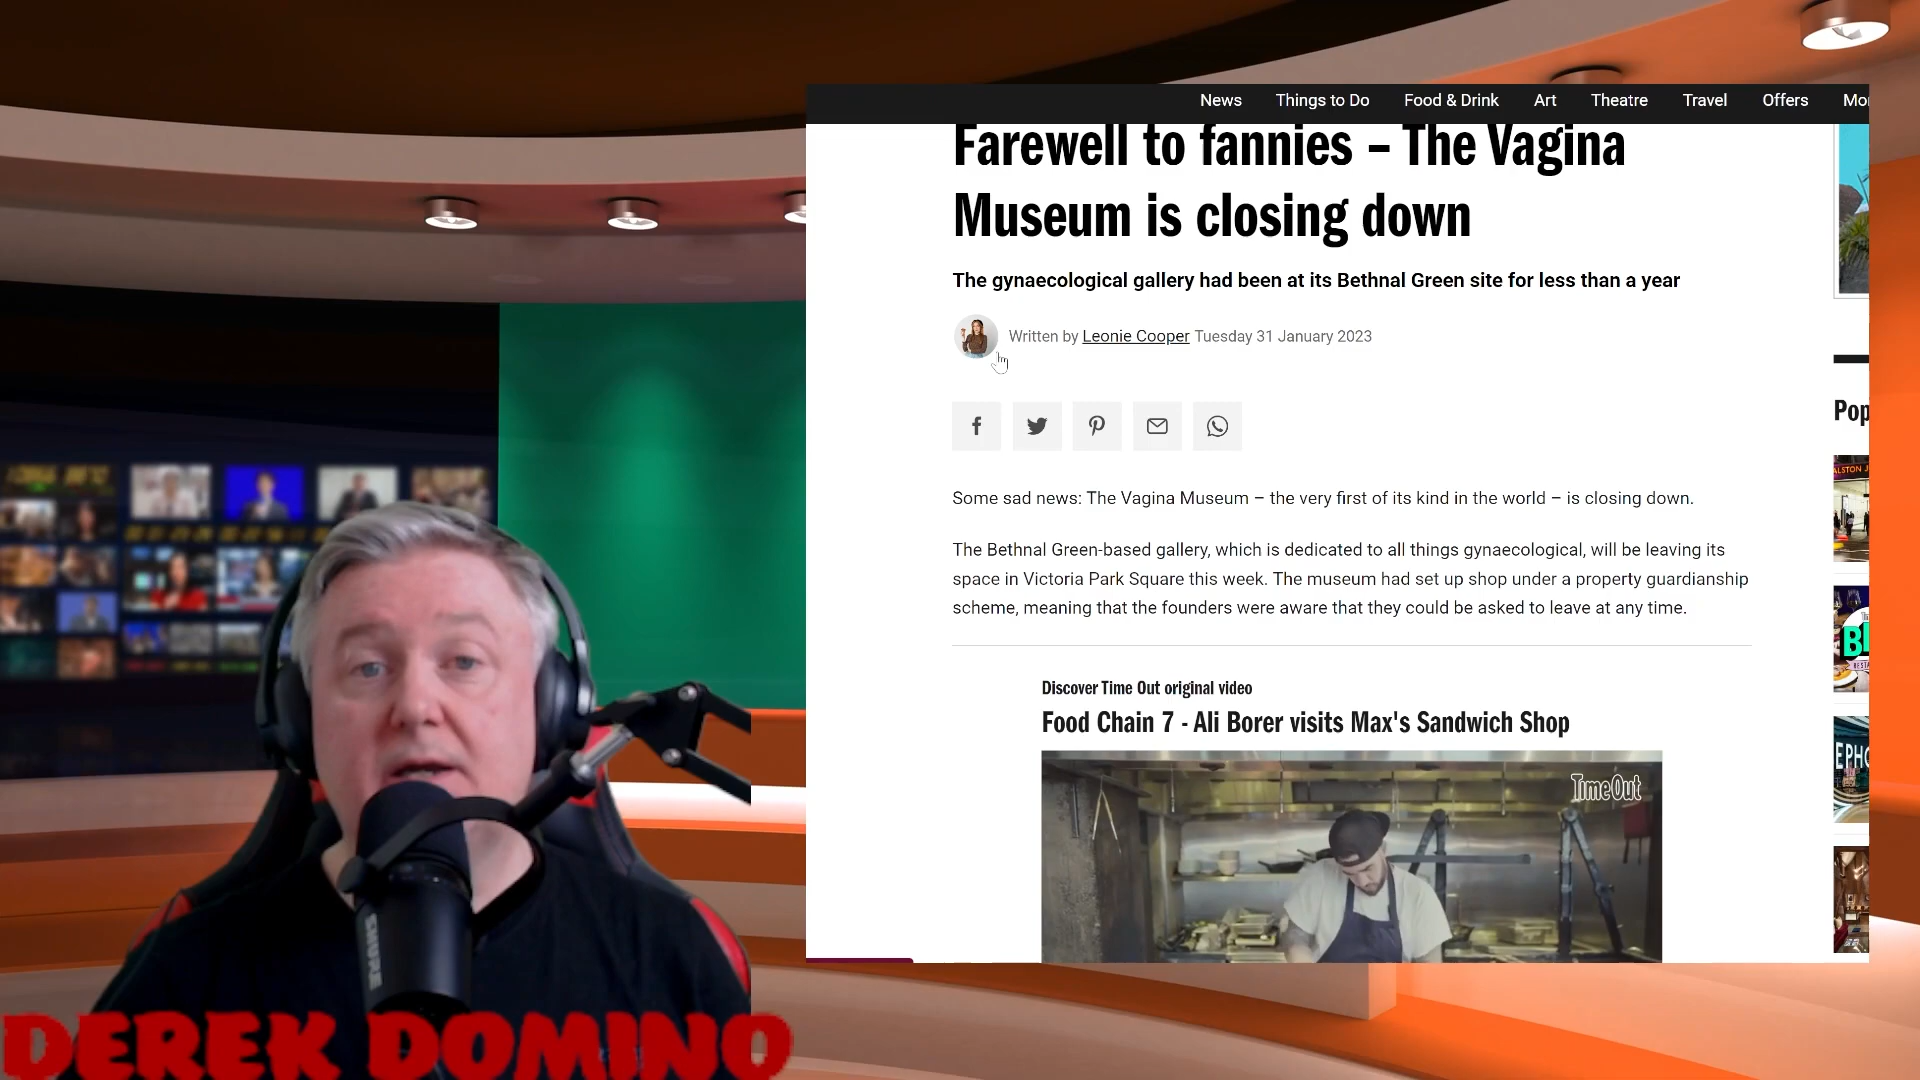 News Things to Do Food & Drink Art Theatre Travel Offers
Farewell to fannies – The Vagina
Museum is closing down
The gynaecological gallery had been at its Bethnal Green site for less than a year
Written by Leonie Cooper Tuesday 31 January 2023
Some sad news: The Vagina Museum – the very first of its kind in the world – is closing down.
The Bethnal Green-based gallery, which is dedicated to all things gynaecological, will be leaving its
space in Victoria Park Square this week. The museum had set up shop under a property guardianship
scheme, meaning that the founders were aware that they could be asked to leave at any time.
Discover Time Out original video
Food Chain 7 - Ali Borer visits Max's Sandwich Shop
TimeOut
SHURE
DEREK DOMINO